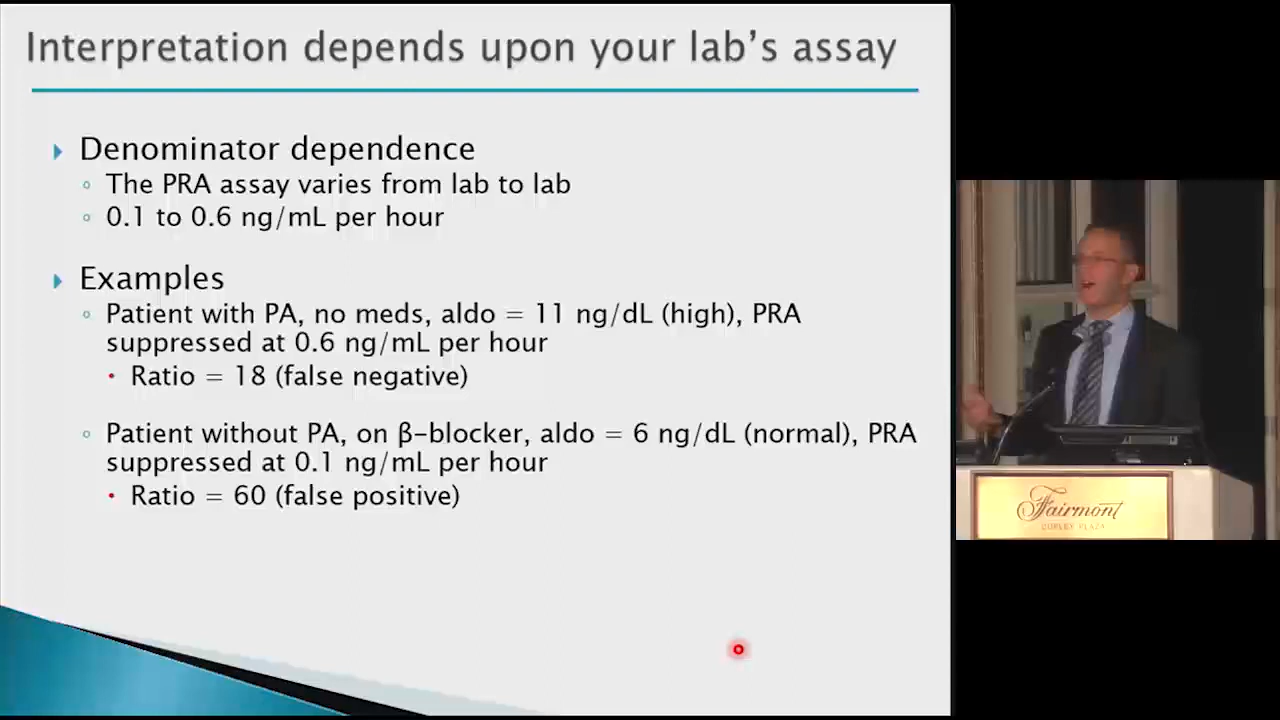 Interpretation depends upon your lab's assay
Denominator dependence
The PRA assay varies from lab to lab
0.1 to 0.6 ng/mL per hour
Examples
Patient with PA, no meds, aldo = 11 ng/dL (high), PRA
suppressed at 0.6 ng/mL per hour
Ratio = 18 (false negative)
Patient without PA, on β-blocker, aldo = 6 ng/dL (normal), PRA
suppressed at 0.1 ng/mL per hour
Ratio = 60 (false positive)
Fairmont
COPLEY PLAZA